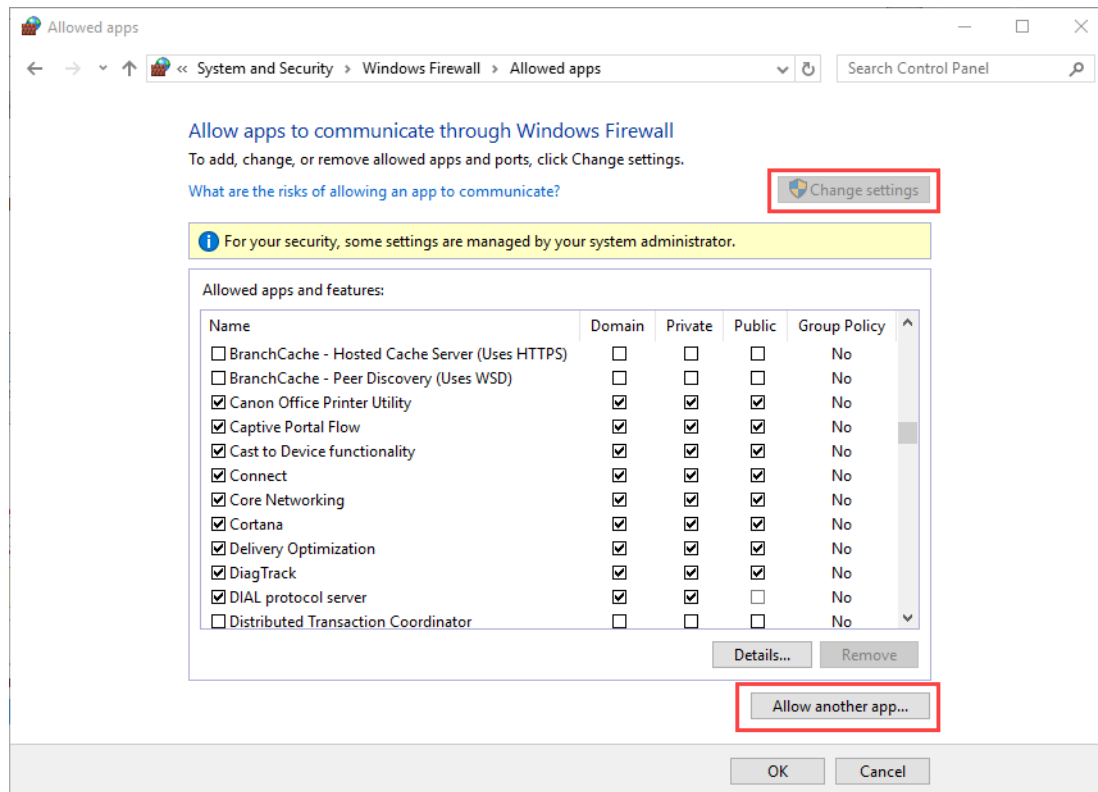 Allowed apps
« System and Security > Windows Firewall > Allowed apps
Search Control Panel
Allow apps to communicate through Windows Firewall
To add, change, or remove allowed apps and ports, click Change settings.
What are the risks of allowing an app to communicate?
Change settings
For your security, some settings are managed by your system administrator.
Allowed apps and features:
Name Domain Private Public Group Policy
BranchCache - Hosted Cache Server (Uses HTTPS) No
BranchCache - Peer Discovery (Uses WSD) No
Canon Office Printer Utility No
Captive Portal Flow No
Cast to Device functionality No
Connect No
Core Networking No
Cortana No
Delivery Optimization No
DiagTrack No
DIAL protocol server No
Distributed Transaction Coordinator No
Details... Remove
Allow another app...
OK Cancel